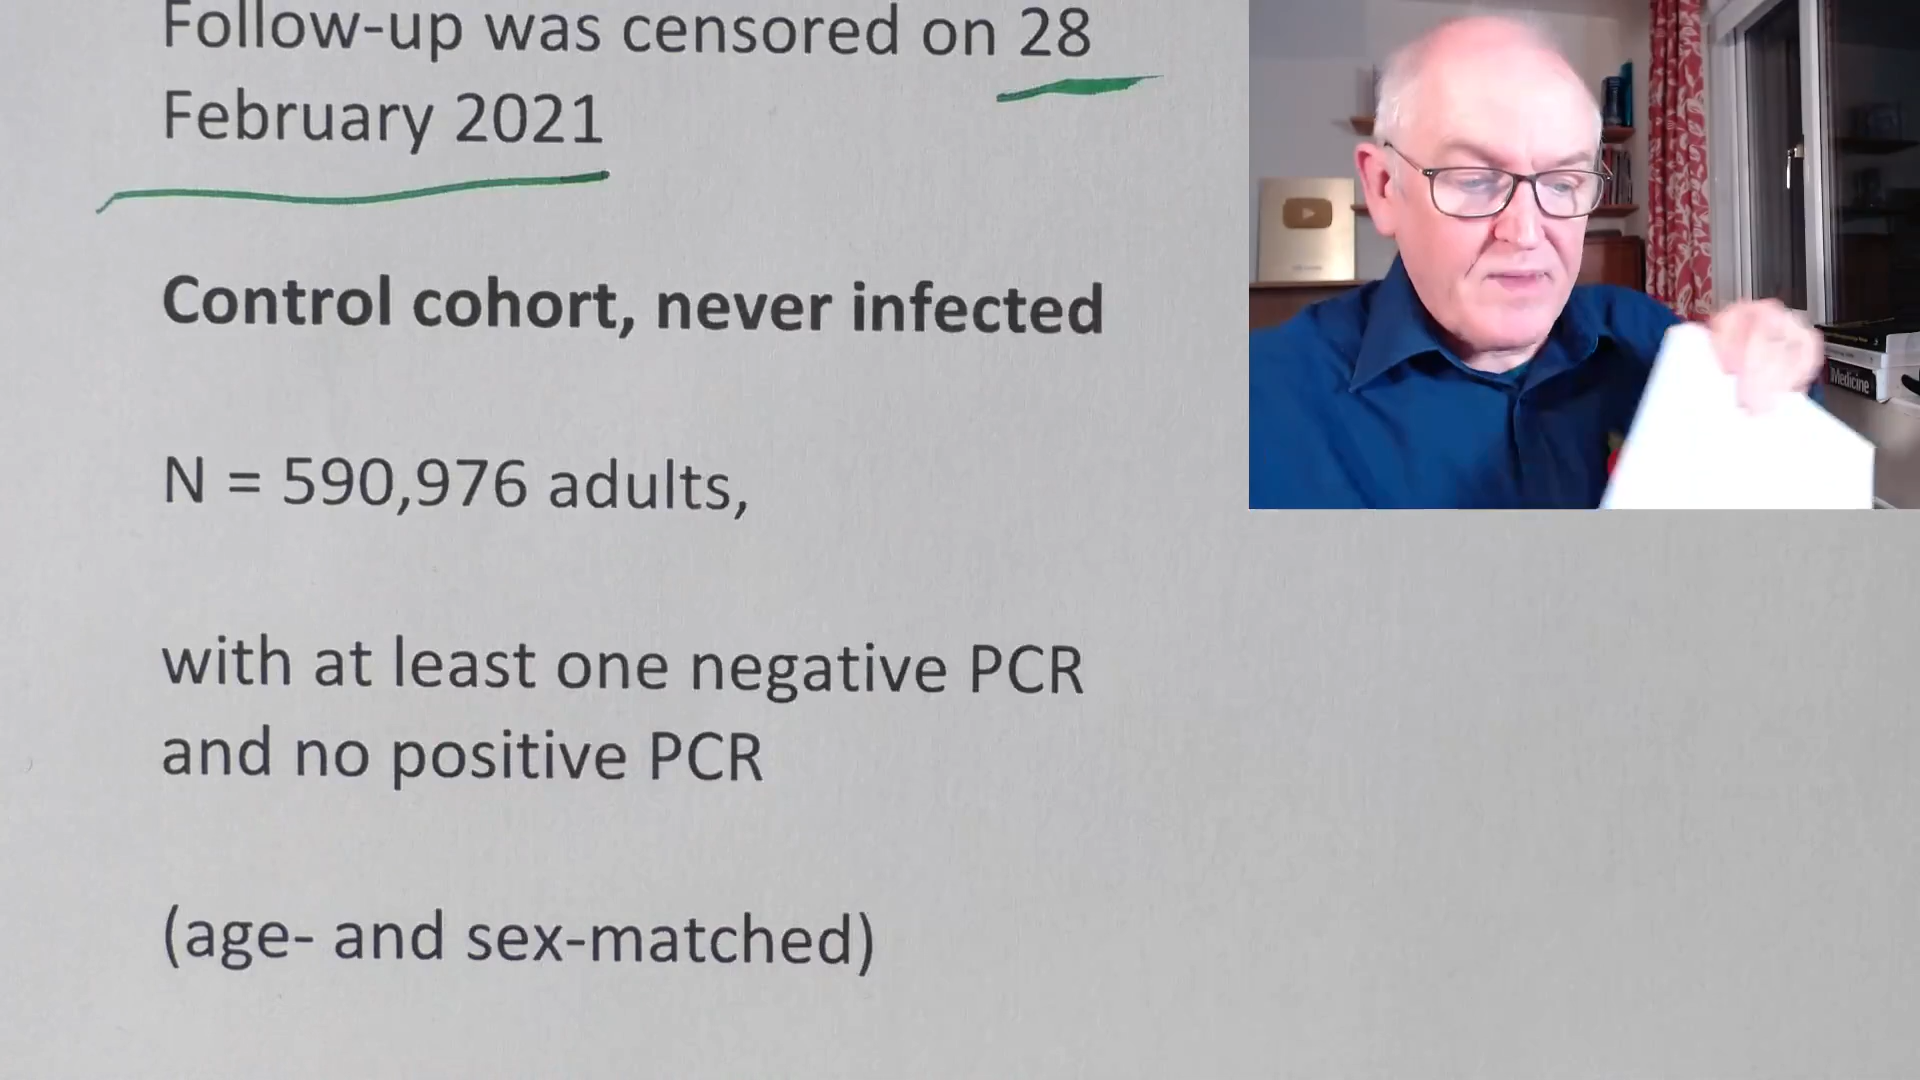 Follow-up was censored on 28
February 2021
Control cohort, never infected
N = 590,976 adults,
with at least one negative PCR
and no positive PCR
(age- and sex-matched)
Medicine